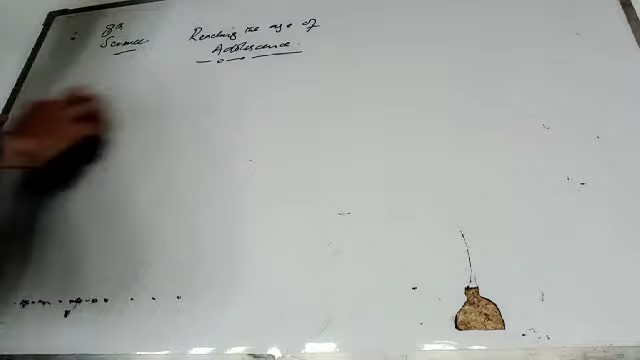 8th
Science
Reaching the age of
Adolescence.